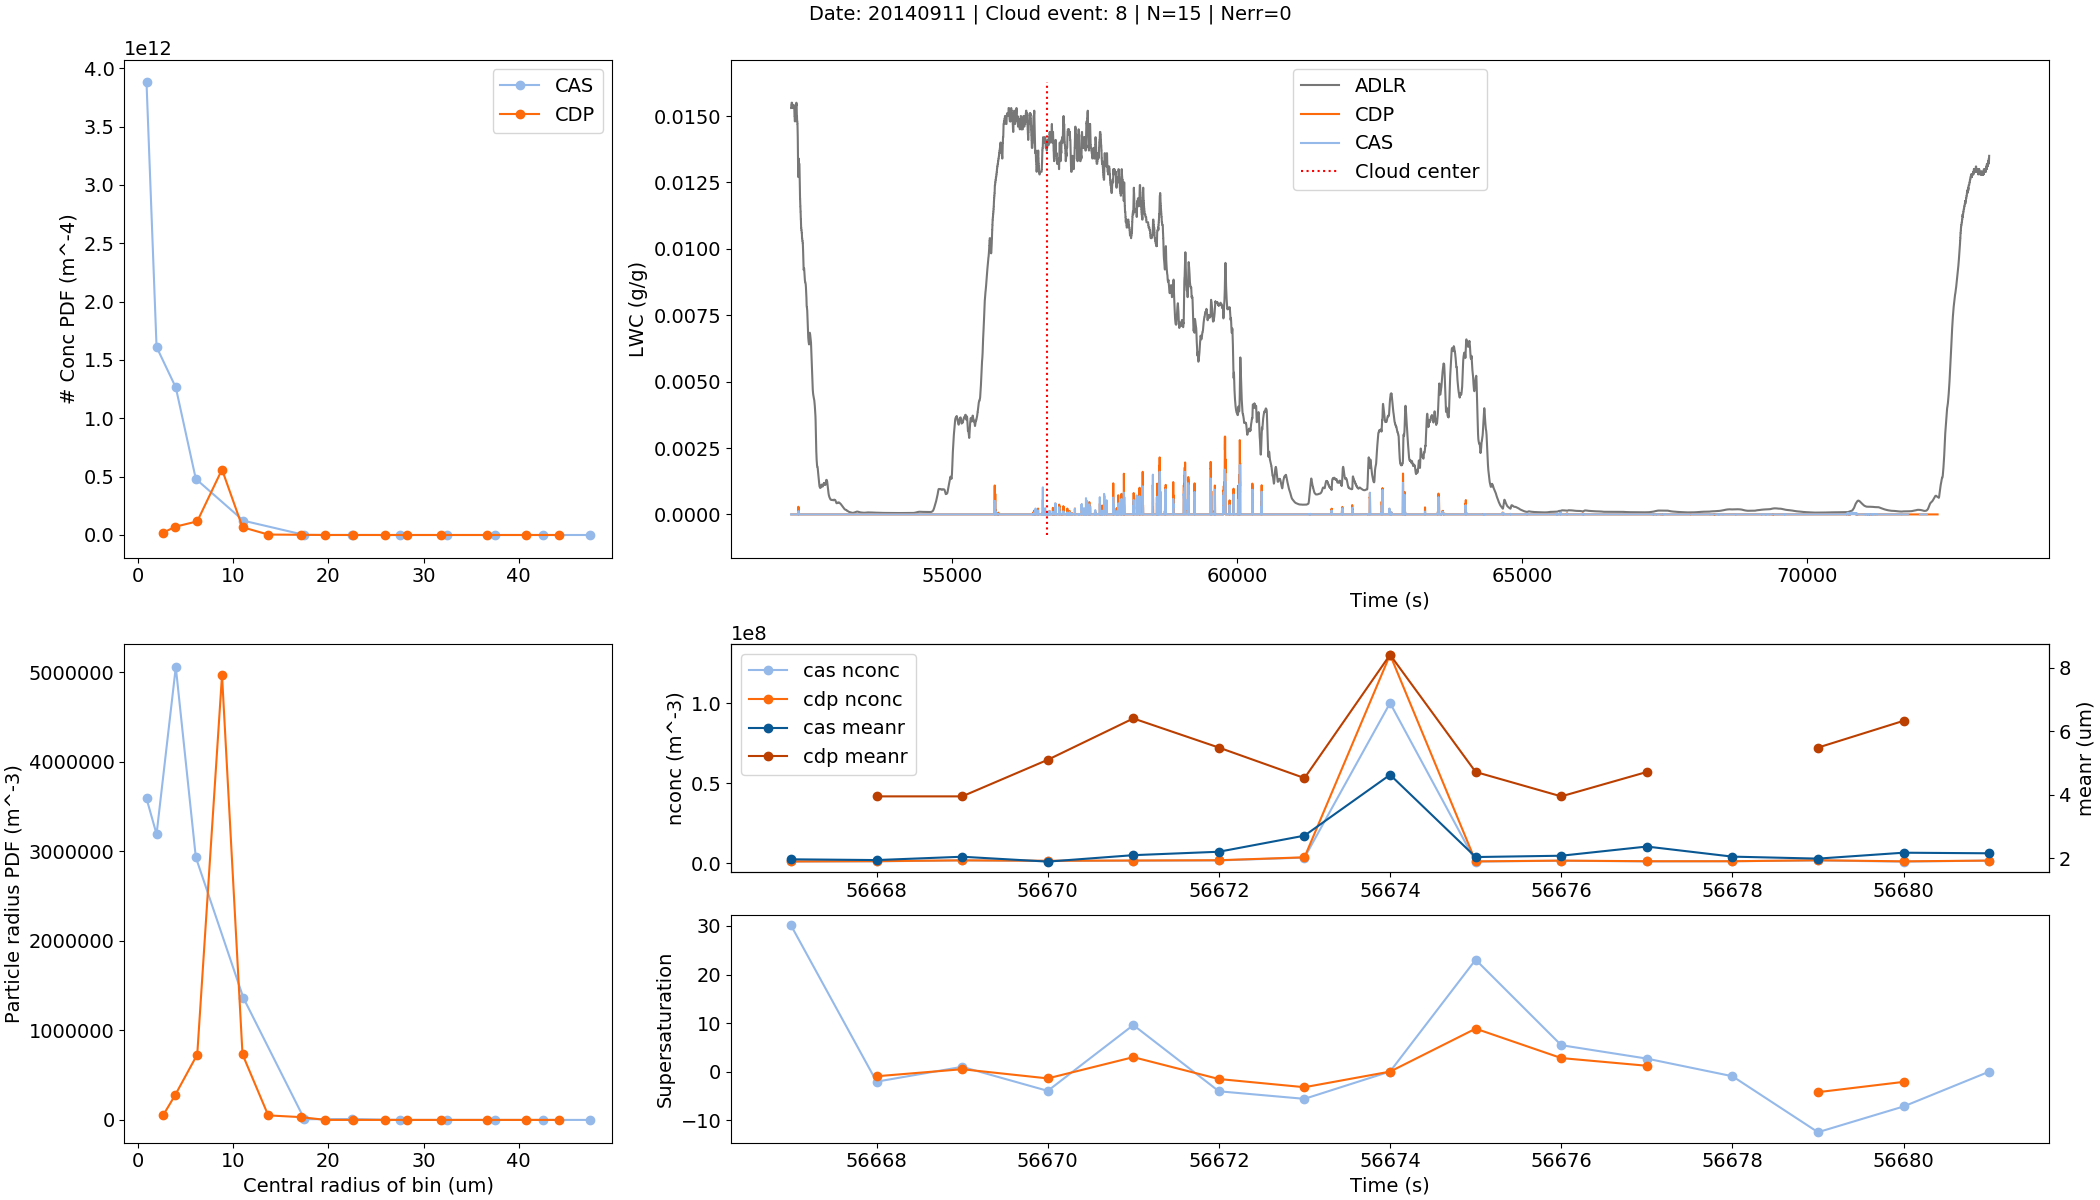 Date: 20140911 | Cloud event: 8 | N=15 | Nerr=0
1e12
4.0
3.5
3.0
2.5
2.0
1.5
1.0
0.5
0.0
# Conc PDF (m^-4)
CAS
CDP
0
10
20
30
40
0.0150
0.0125
0.0100
0.0075
0.0050
0.0025
0.0000
LWC (g/g)
ADLR
CDP
CAS
Cloud center
55000
60000
65000
70000
Time (s)
5000000
4000000
3000000
2000000
1000000
0
Particle radius PDF (m^-3)
0
10
20
30
40
Central radius of bin (um)
1e8
1.0
0.5
0.0
nconc (m^-3)
cas nconc
cdp nconc
cas meanr
cdp meanr
8
6
4
2
meanr (um)
56668
56670
56672
56674
56676
56678
56680
30
20
10
0
−10
Supersaturation
56668
56670
56672
56674
56676
56678
56680
Time (s)